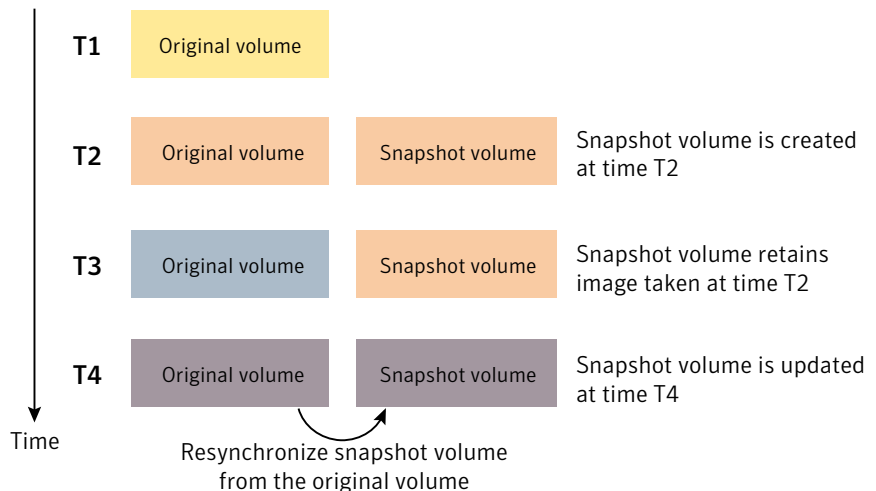 T1
Original volume
T2
Original volume
Snapshot volume
Snapshot volume is created
at time T2
T3
Original volume
Snapshot volume
Snapshot volume retains
image taken at time T2
T4
Original volume
Snapshot volume
Snapshot volume is updated
at time T4
Time
Resynchronize snapshot volume
from the original volume